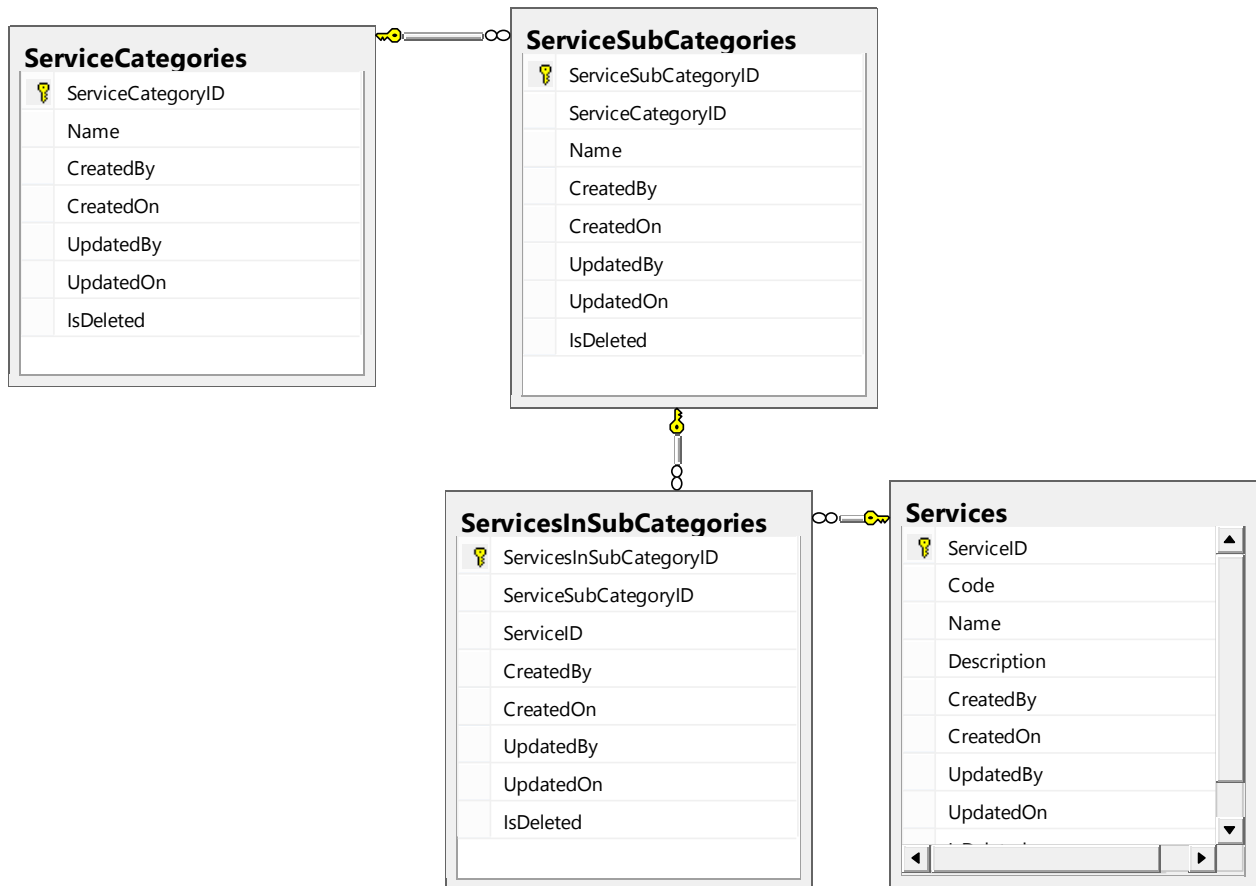 ServiceCategories
ServiceCategoryID
Name
CreatedBy
CreatedOn
UpdatedBy
UpdatedOn
IsDeleted
ServiceSubCategories
ServiceSubCategoryID
ServiceCategoryID
Name
CreatedBy
CreatedOn
UpdatedBy
UpdatedOn
IsDeleted
ServicesInSubCategories
ServicesInSubCategoryID
ServiceSubCategoryID
ServiceID
CreatedBy
CreatedOn
UpdatedBy
UpdatedOn
IsDeleted
Services
ServiceID
Code
Name
Description
CreatedBy
CreatedOn
UpdatedBy
UpdatedOn